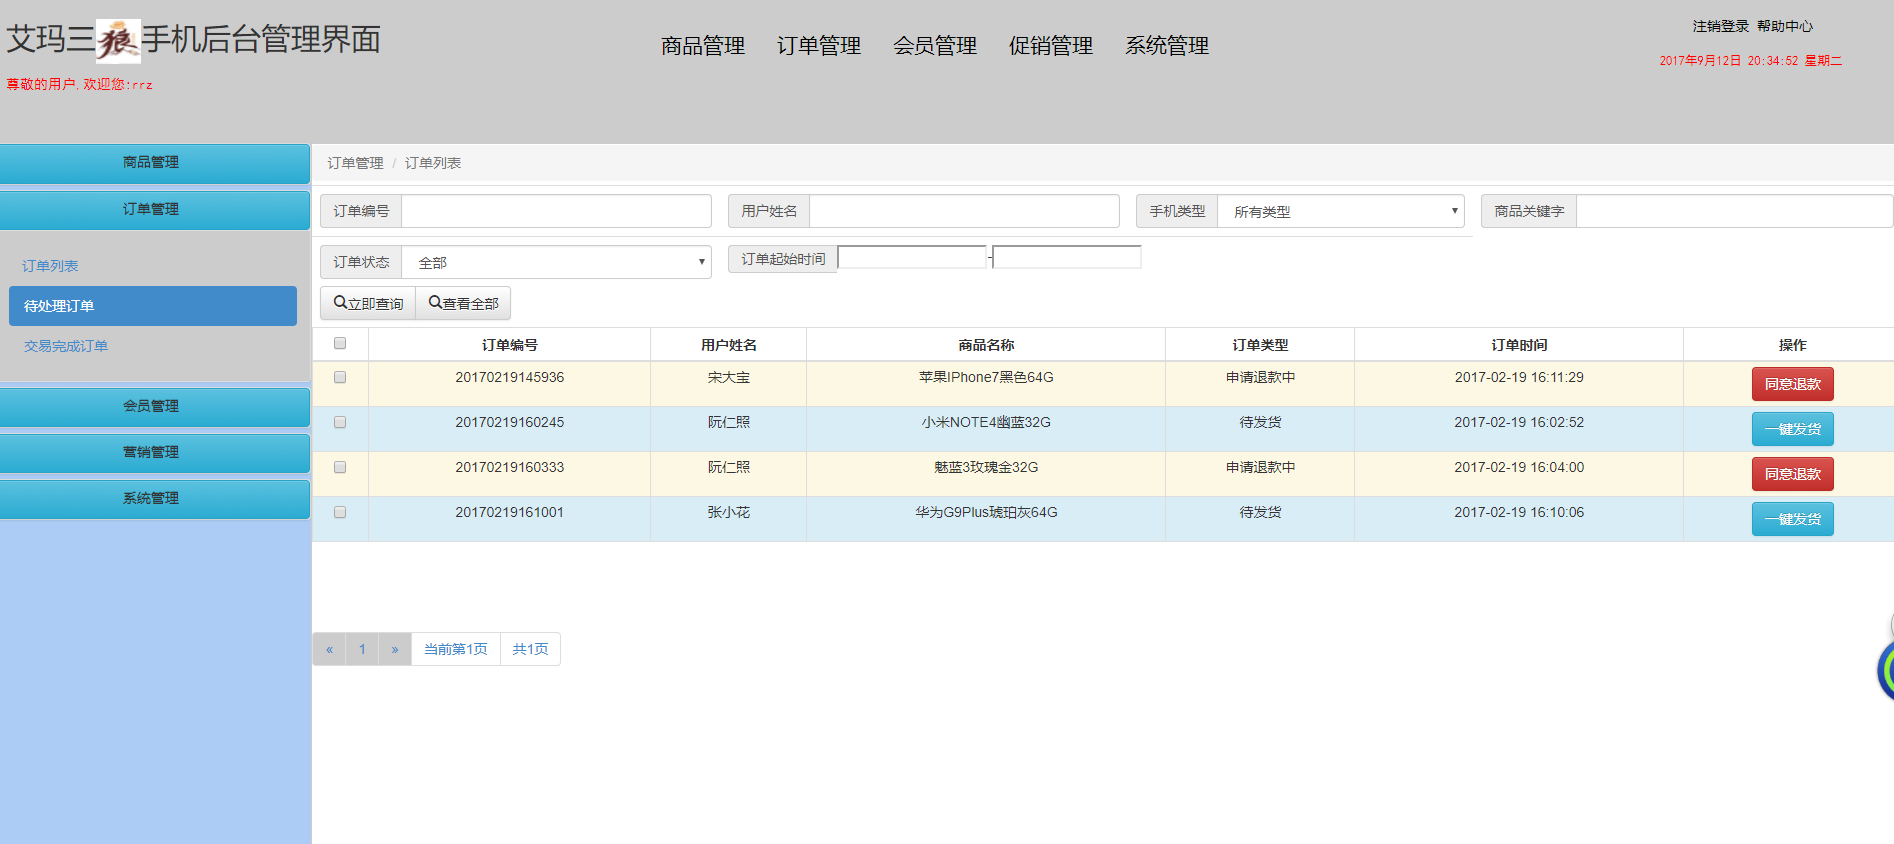 艾玛三狼手机后台管理界面
商品管理 订单管理 会员管理 促销管理 系统管理
注销登录 帮助中心
2017年9月12日 20:34:52 星期二
尊敬的用户,欢迎您:rrz
商品管理
订单管理
订单列表
待处理订单
交易完成订单
会员管理
营销管理
系统管理
订单管理 / 订单列表
订单编号 用户姓名 手机类型 所有类型 商品关键字
订单状态 全部 订单起始时间 -
立即查询 查看全部
订单编号 用户姓名 商品名称 订单类型 订单时间 操作
20170219145936 宋大宝 苹果IPhone7黑色64G 申请退款中 2017-02-19 16:11:29 同意退款
20170219160245 阮仁照 小米NOTE4幽蓝32G 待发货 2017-02-19 16:02:52 一键发货
20170219160333 阮仁照 魅蓝3玫瑰金32G 申请退款中 2017-02-19 16:04:00 同意退款
20170219161001 张小花 华为G9Plus琥珀灰64G 待发货 2017-02-19 16:10:06 一键发货
« 1 » 当前第1页 共1页